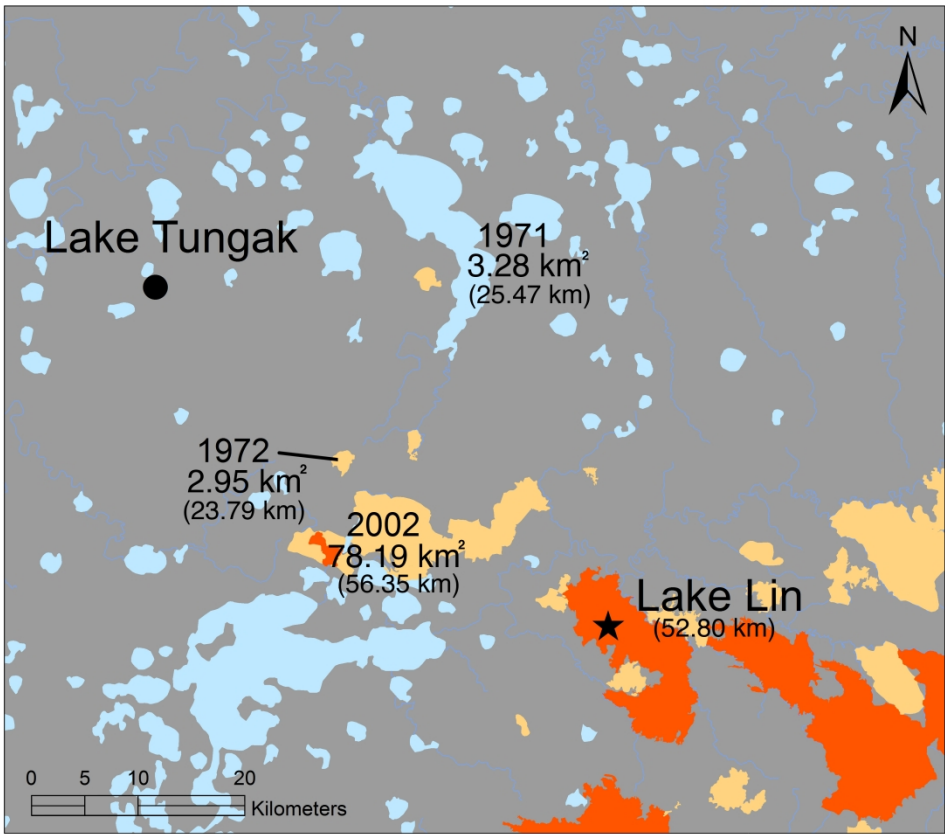 N
Lake Tungak
1971
3.28 km²
(25.47 km)
1972
2.95 km²
(23.79 km)
2002
78.19 km²
(56.35 km)
Lake Lin
(52.80 km)
0 5 10 20
Kilometers